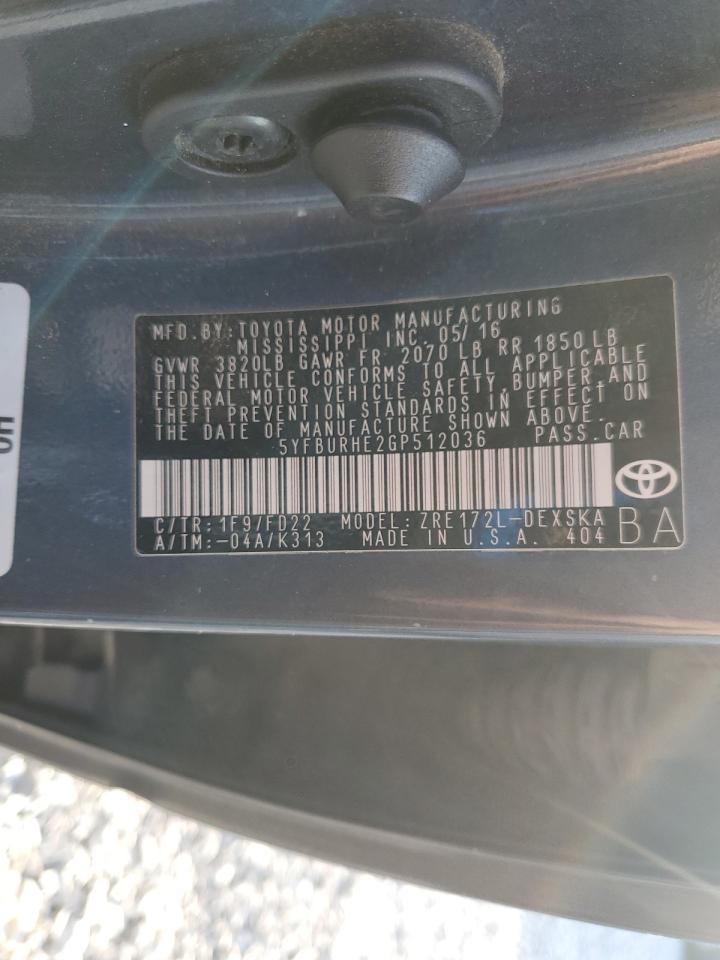 MFD. BY: TOYOTA MOTOR MANUFACTURING
MISSISSIPPI INC. 05/16
GVWR 3820LB GAWR FR 2070 LB RR 1850 LB
THIS VEHICLE CONFORMS TO ALL APPLICABLE
FEDERAL MOTOR VEHICLE SAFETY, BUMPER, AND
THEFT PREVENTION STANDARDS IN EFFECT ON
THE DATE OF MANUFACTURE SHOWN ABOVE.
5YFBURHE2GP512036 PASS. CAR
C/TR: 1F9/FD22 MODEL: ZRE172L-DEXSKA
A/TM: -04A/K313 MADE IN U.S.A. 404 BA